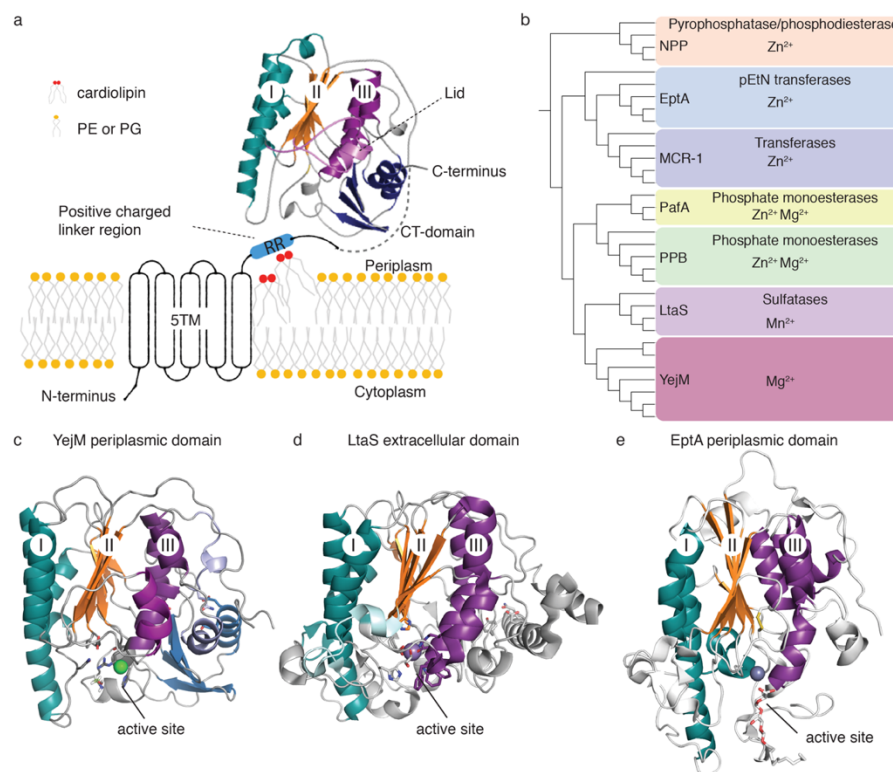 a
I
II
III
Lid
cardiolipin
PE or PG
C-terminus
Positive charged
linker region
CT-domain
RR
Periplasm
5TM
N-terminus
Cytoplasm
b
Pyrophosphatase/phosphodiesterase
NPP
Zn²⁺
pEtN transferases
EptA
Zn²⁺
Transferases
MCR-1
Zn²⁺
PafA
Phosphate monoesterases
Zn²⁺ Mg²⁺
Phosphate monoesterases
PPB
Zn²⁺ Mg²⁺
LtaS
Sulfatases
Mn²⁺
YejM
Mg²⁺
c YejM periplasmic domain
I
II
III
active site
d LtaS extracellular domain
I
II
III
active site
e EptA periplasmic domain
I
II
III
active site